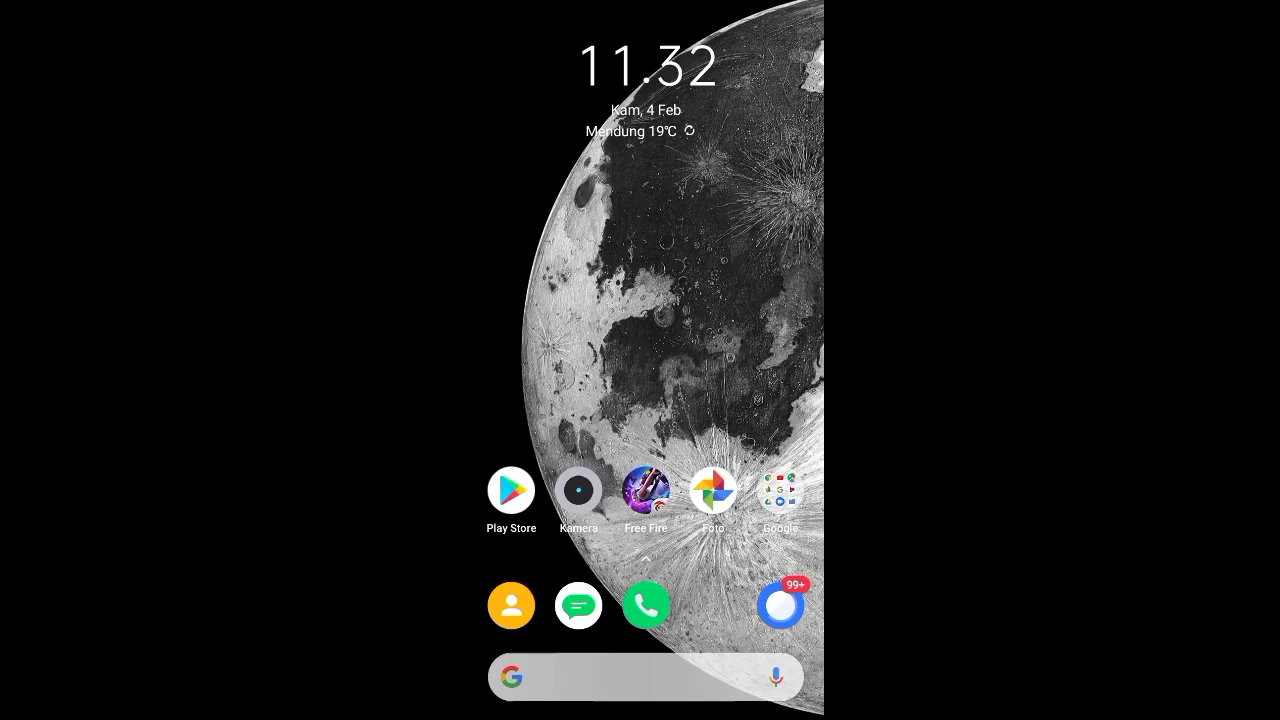 11.32
Kam, 4 Feb
Mendung 19℃
Play Store
Kamera
Free Fire
Foto
Google
99+